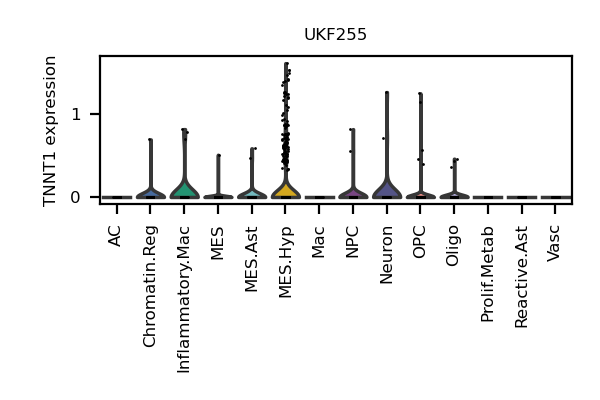 UKF255
TNNT1 expression
1
0
AC
Chromatin.Reg
Inflammatory.Mac
MES
MES.Ast
MES.Hyp
Mac
NPC
Neuron
OPC
Oligo
Prolif.Metab
Reactive.Ast
Vasc